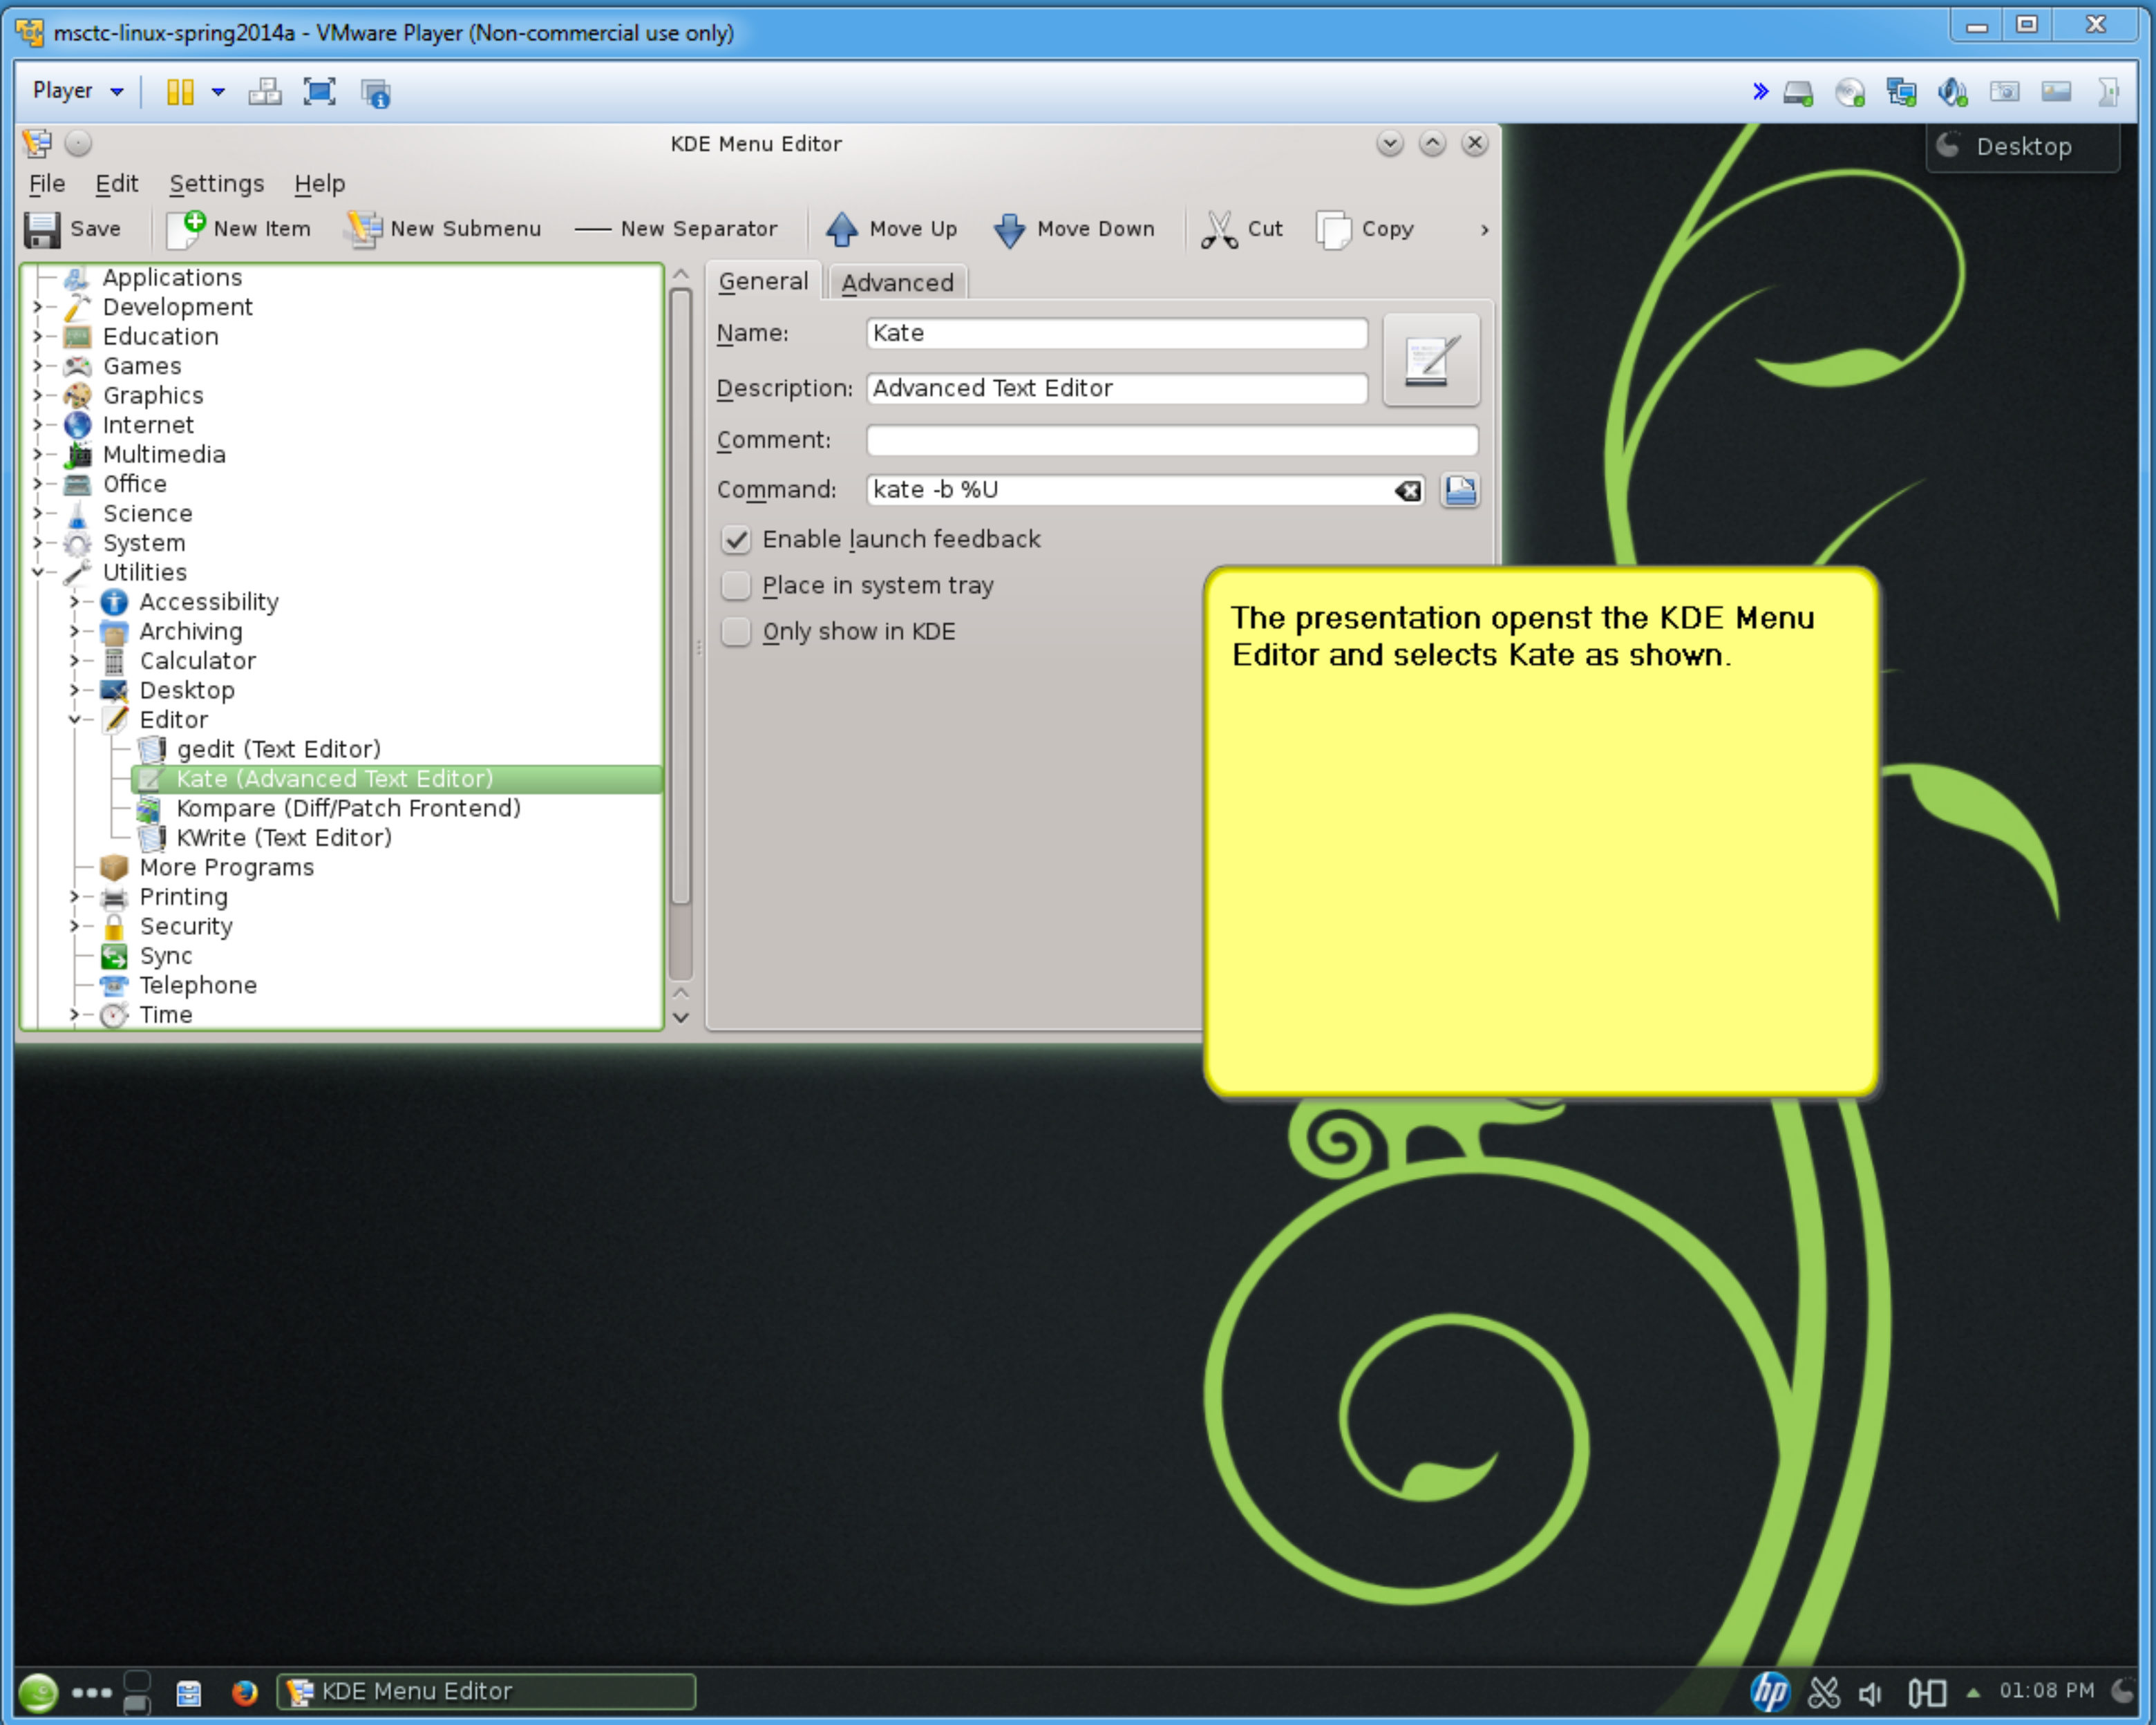 msctc-linux-spring2014a - VMware Player (Non-commercial use only)
Player
KDE Menu Editor
Desktop
File Edit Settings Help
Save New Item New Submenu New Separator Move Up Move Down Cut Copy
Applications
Development
Education
Games
Graphics
Internet
Multimedia
Office
Science
System
Utilities
Accessibility
Archiving
Calculator
Desktop
Editor
gedit (Text Editor)
Kate (Advanced Text Editor)
Kompare (Diff/Patch Frontend)
KWrite (Text Editor)
More Programs
Printing
Security
Sync
Telephone
Time
General Advanced
Name: Kate
Description: Advanced Text Editor
Comment:
Command: kate -b %U
Enable launch feedback
Place in system tray
Only show in KDE
The presentation openst the KDE Menu
Editor and selects Kate as shown.
KDE Menu Editor
hp
01:08 PM